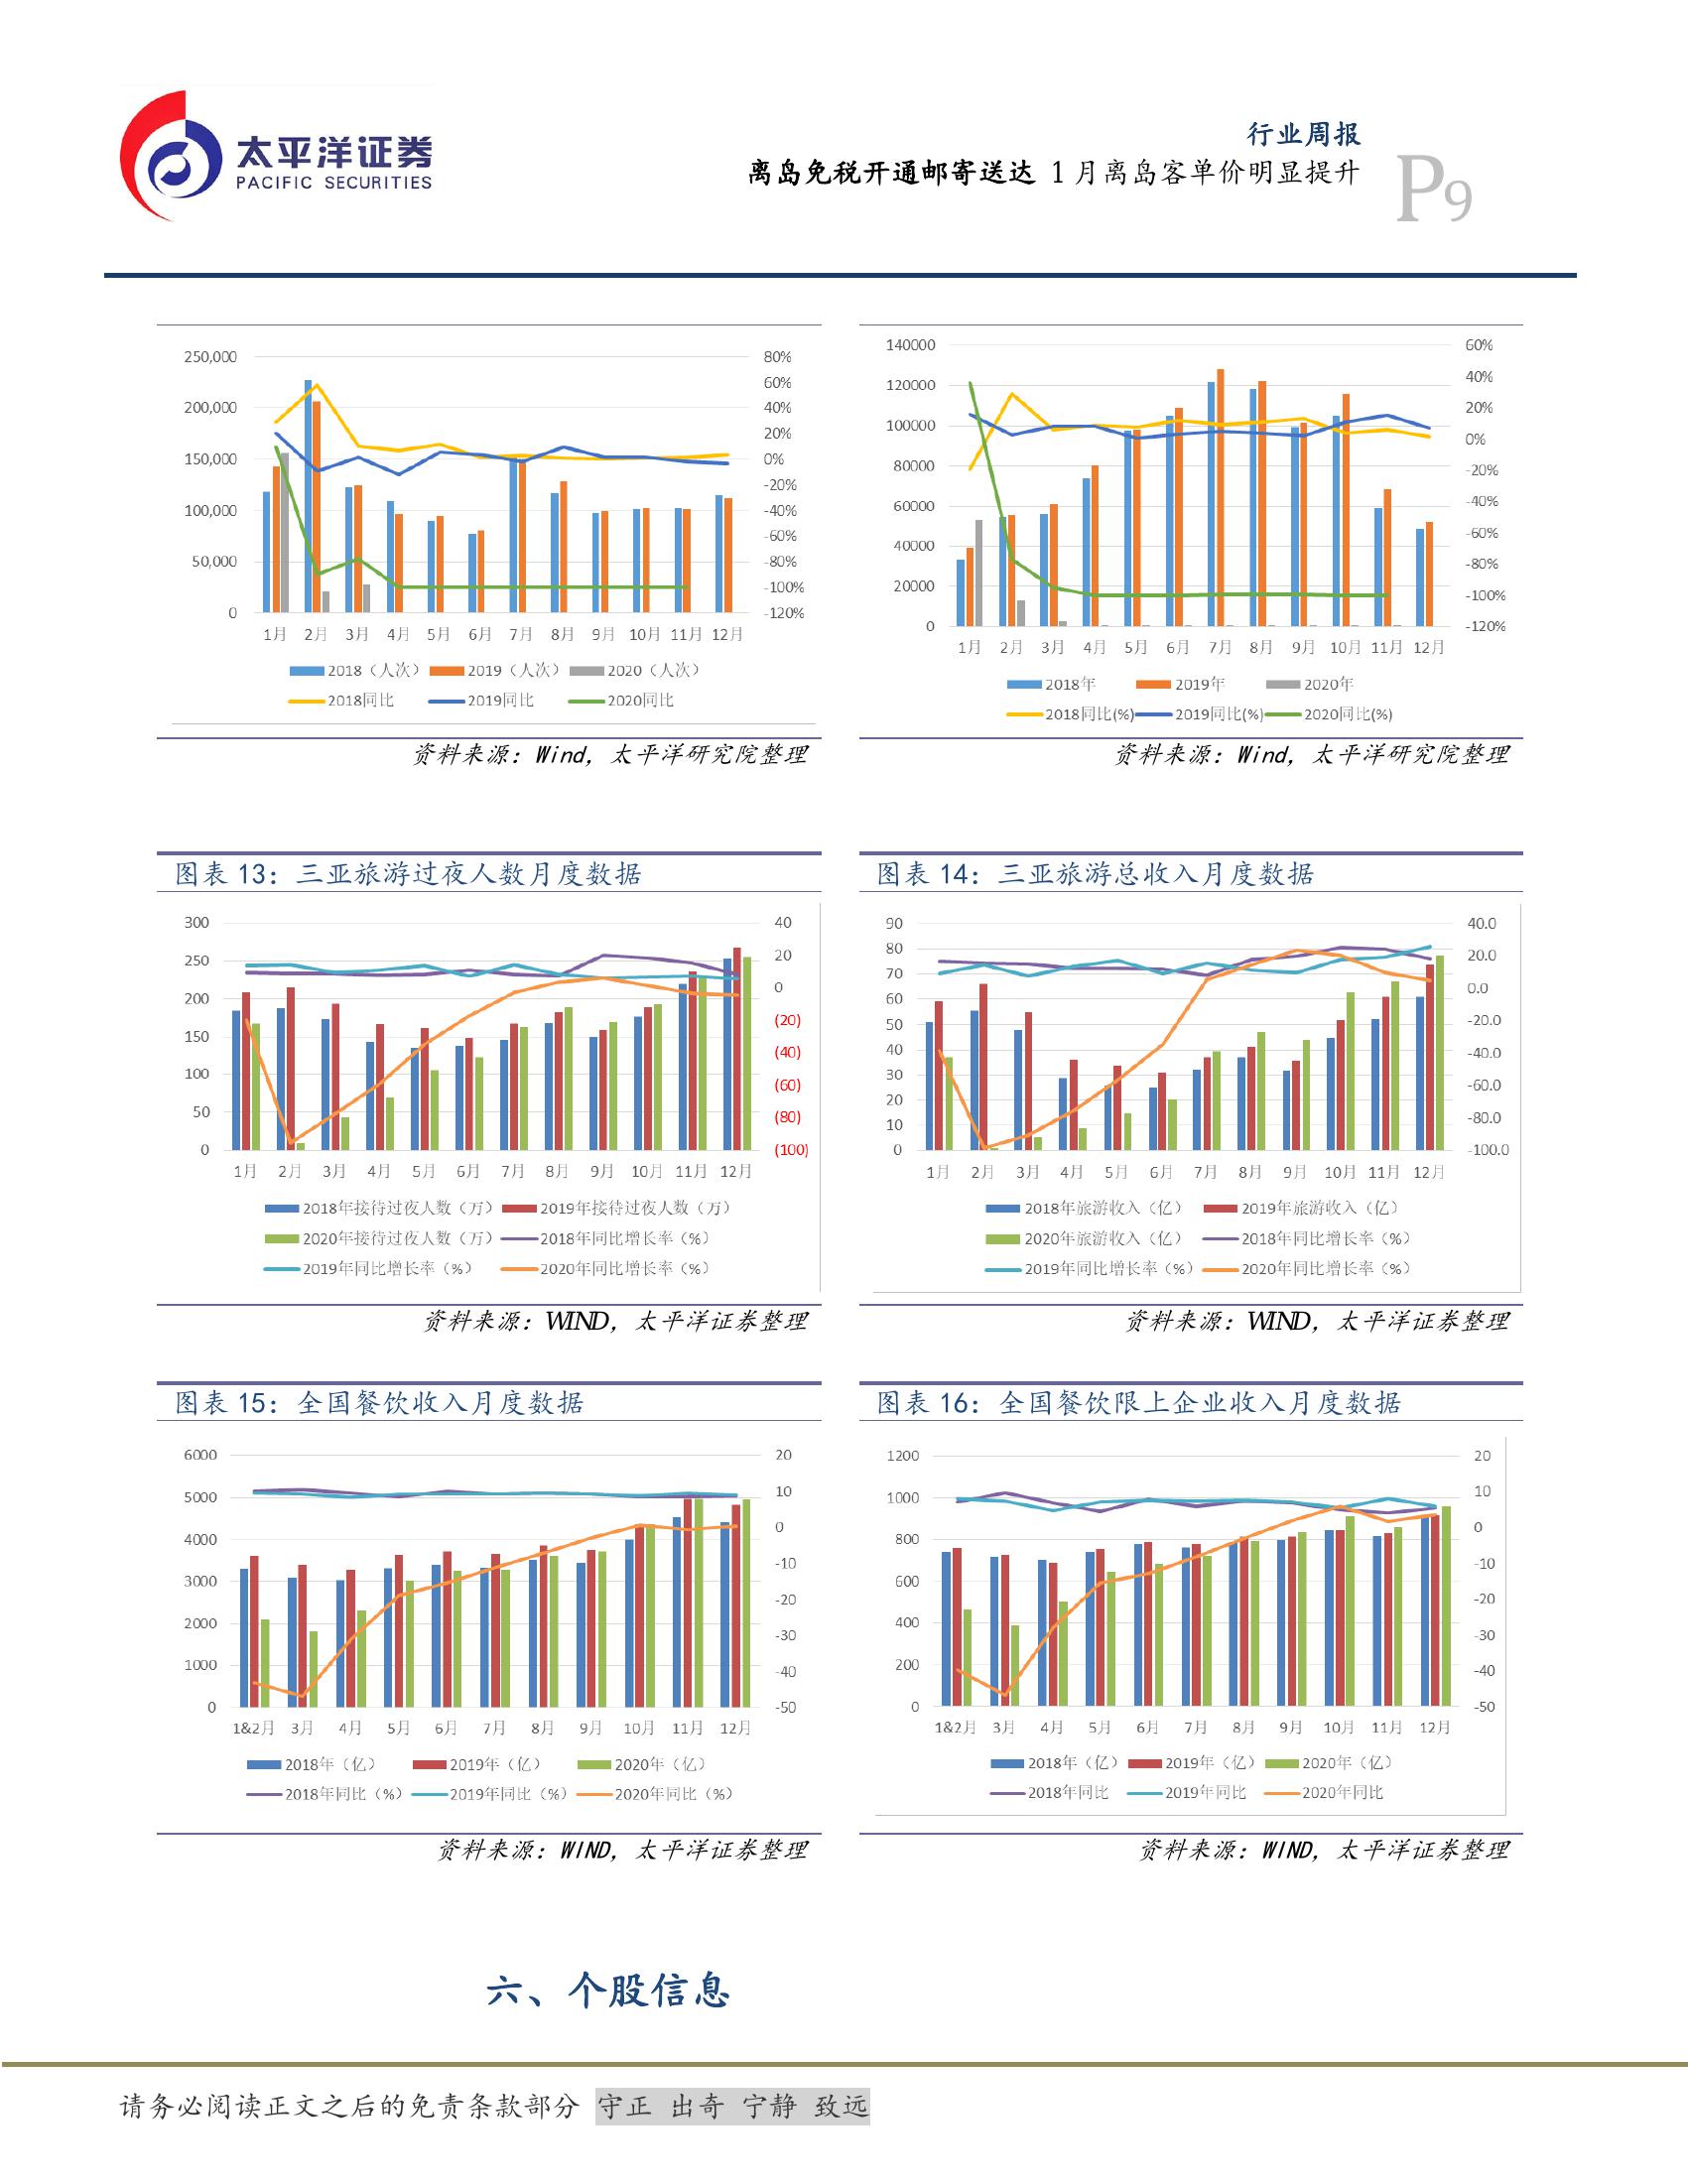 太平洋证券
PACIFIC SECURITIES
行业周报
离岛免税开通邮寄送达 1月离岛客单价明显提升
P9
250,000
200,000
150,000
100,000
50,000
0
80%
60%
40%
20%
0%
-20%
-40%
-60%
-80%
-100%
-120%
1月 2月 3月 4月 5月 6月 7月 8月 9月 10月 11月 12月
2018（人次） 2019（人次） 2020（人次）
2018同比 2019同比 2020同比
资料来源：Wind，太平洋研究院整理
140000
120000
100000
80000
60000
40000
20000
0
60%
40%
20%
0%
-20%
-40%
-60%
-80%
-100%
-120%
1月 2月 3月 4月 5月 6月 7月 8月 9月 10月 11月 12月
2018年 2019年 2020年
2018同比(%) 2019同比(%) 2020同比(%)
资料来源：Wind，太平洋研究院整理
图表 13：三亚旅游过夜人数月度数据
300
250
200
150
100
50
0
40
20
0
(20)
(40)
(60)
(80)
(100)
1月 2月 3月 4月 5月 6月 7月 8月 9月 10月 11月 12月
2018年接待过夜人数（万） 2019年接待过夜人数（万）
2020年接待过夜人数（万） 2018年同比增长率（%）
2019年同比增长率（%） 2020年同比增长率（%）
资料来源：WIND，太平洋证券整理
图表 14：三亚旅游总收入月度数据
90
80
70
60
50
40
30
20
10
0
40.0
20.0
0.0
-20.0
-40.0
-60.0
-80.0
-100.0
1月 2月 3月 4月 5月 6月 7月 8月 9月 10月 11月 12月
2018年旅游收入（亿） 2019年旅游收入（亿）
2020年旅游收入（亿） 2018年同比增长率（%）
2019年同比增长率（%） 2020年同比增长率（%）
资料来源：WIND，太平洋证券整理
图表 15：全国餐饮收入月度数据
6000
5000
4000
3000
2000
1000
0
20
10
0
-10
-20
-30
-40
-50
1&2月 3月 4月 5月 6月 7月 8月 9月 10月 11月 12月
2018年（亿） 2019年（亿） 2020年（亿）
2018年同比（%） 2019年同比（%） 2020年同比（%）
资料来源：WIND，太平洋证券整理
图表 16：全国餐饮限上企业收入月度数据
1200
1000
800
600
400
200
0
20
10
0
-10
-20
-30
-40
-50
1&2月 3月 4月 5月 6月 7月 8月 9月 10月 11月 12月
2018年（亿） 2019年（亿） 2020年（亿）
2018年同比 2019年同比 2020年同比
资料来源：WIND，太平洋证券整理
六、个股信息
请务必阅读正文之后的免责条款部分 守正 出奇 宁静 致远